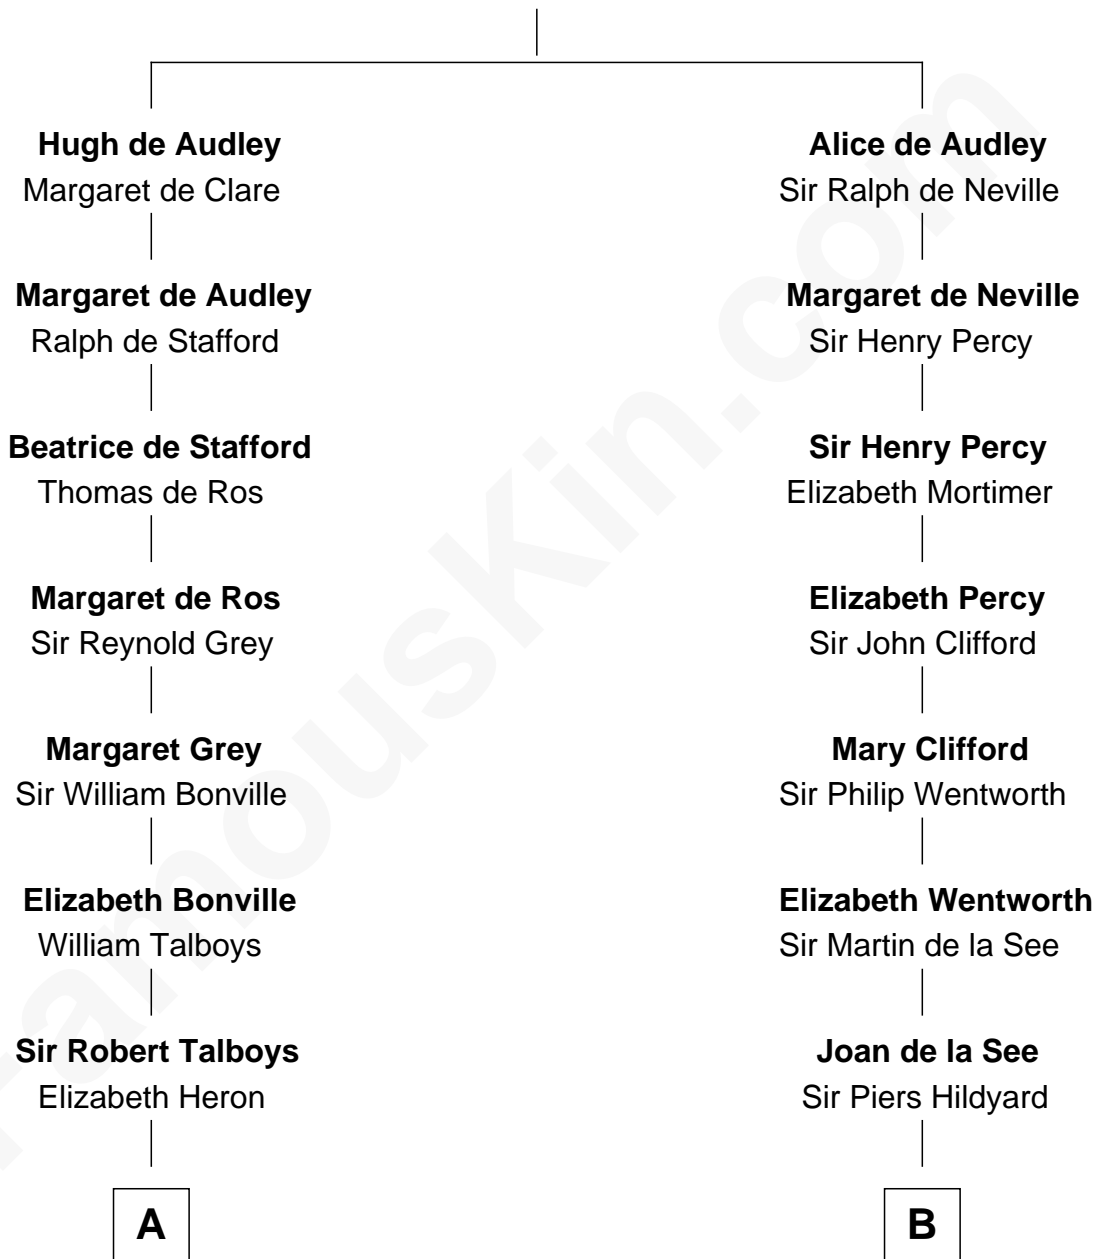 Hugh de Audley
Margaret de Clare
Margaret de Audley
Ralph de Stafford
Beatrice de Stafford
Thomas de Ros
Margaret de Ros
Sir Reynold Grey
Margaret Grey
Sir William Bonville
Elizabeth Bonville
William Talboys
Sir Robert Talboys
Elizabeth Heron
A
Alice de Audley
Sir Ralph de Neville
Margaret de Neville
Sir Henry Percy
Sir Henry Percy
Elizabeth Mortimer
Elizabeth Percy
Sir John Clifford
Mary Clifford
Sir Philip Wentworth
Elizabeth Wentworth
Sir Martin de la See
Joan de la See
Sir Piers Hildyard
B
FamousKin.com